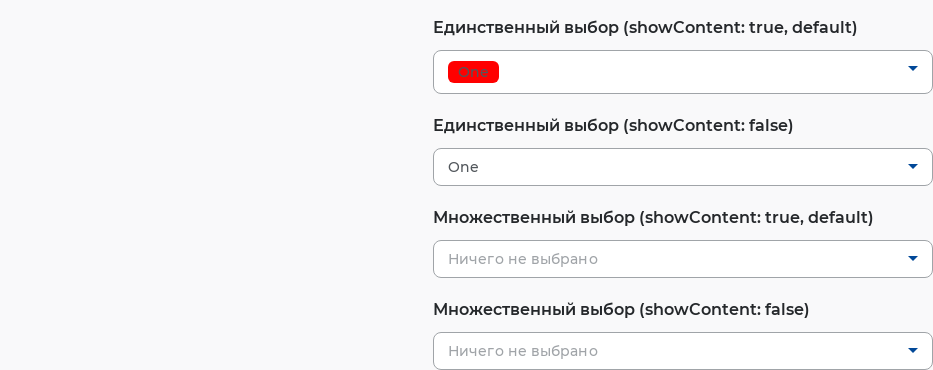 Единственный выбор (showContent: true, default)
One
Единственный выбор (showContent: false)
One
Множественный выбор (showContent: true, default)
Ничего не выбрано
Множественный выбор (showContent: false)
Ничего не выбрано